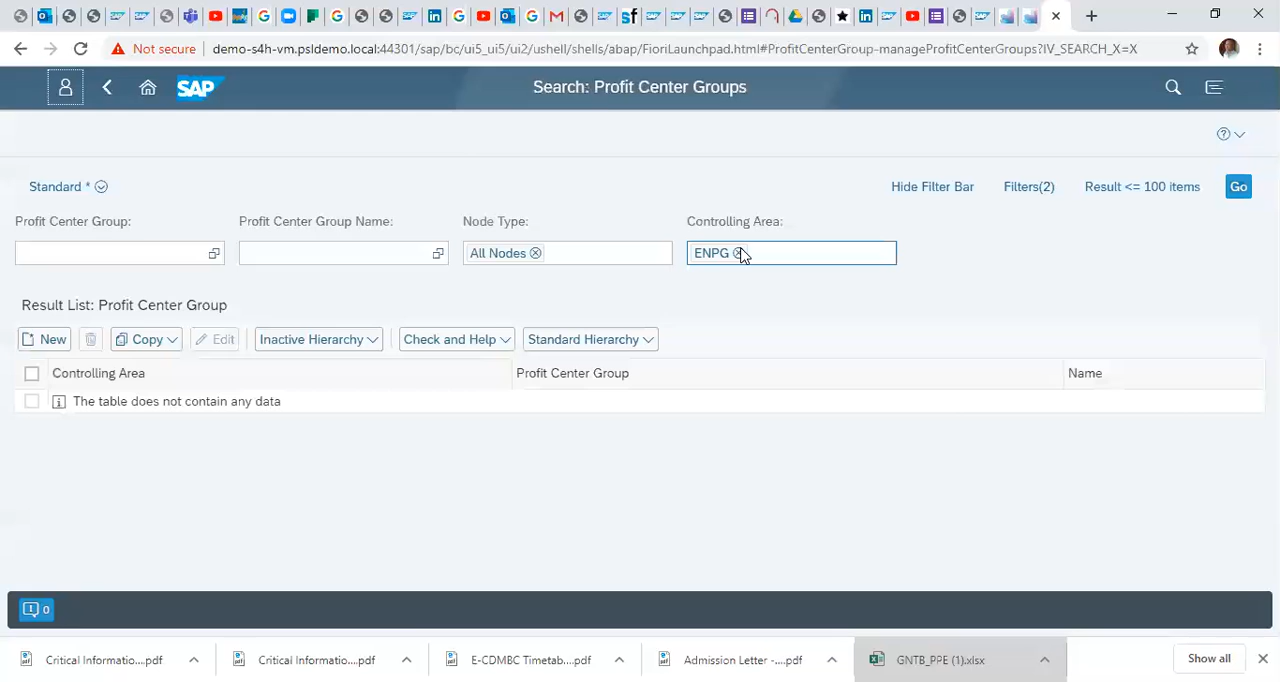 Not secure
demo-s4h-vm.psldemo.local:44301/sap/bc/ui5_ui5/ui2/ushell/shells/abap/FioriLaunchpad.html#ProfitCenterGroup-manageProfitCenterGroups?IV_SEARCH_X=X
SAP
Search: Profit Center Groups
Standard *
Hide Filter Bar
Filters(2)
Result <= 100 items
Go
Profit Center Group:
Profit Center Group Name:
Node Type:
Controlling Area:
All Nodes
ENPG
Result List: Profit Center Group
New
Copy
Edit
Inactive Hierarchy
Check and Help
Standard Hierarchy
Controlling Area
Profit Center Group
Name
The table does not contain any data
0
Critical Informatio....pdf
Critical Informatio....pdf
E-CDMBC Timetab....pdf
Admission Letter -....pdf
GNTB_PPE (1).xlsx
Show all